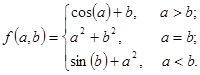 cos(a) + b, a > b;
f(a,b) = { a² + b², a = b;
sin (b) + a², a < b.